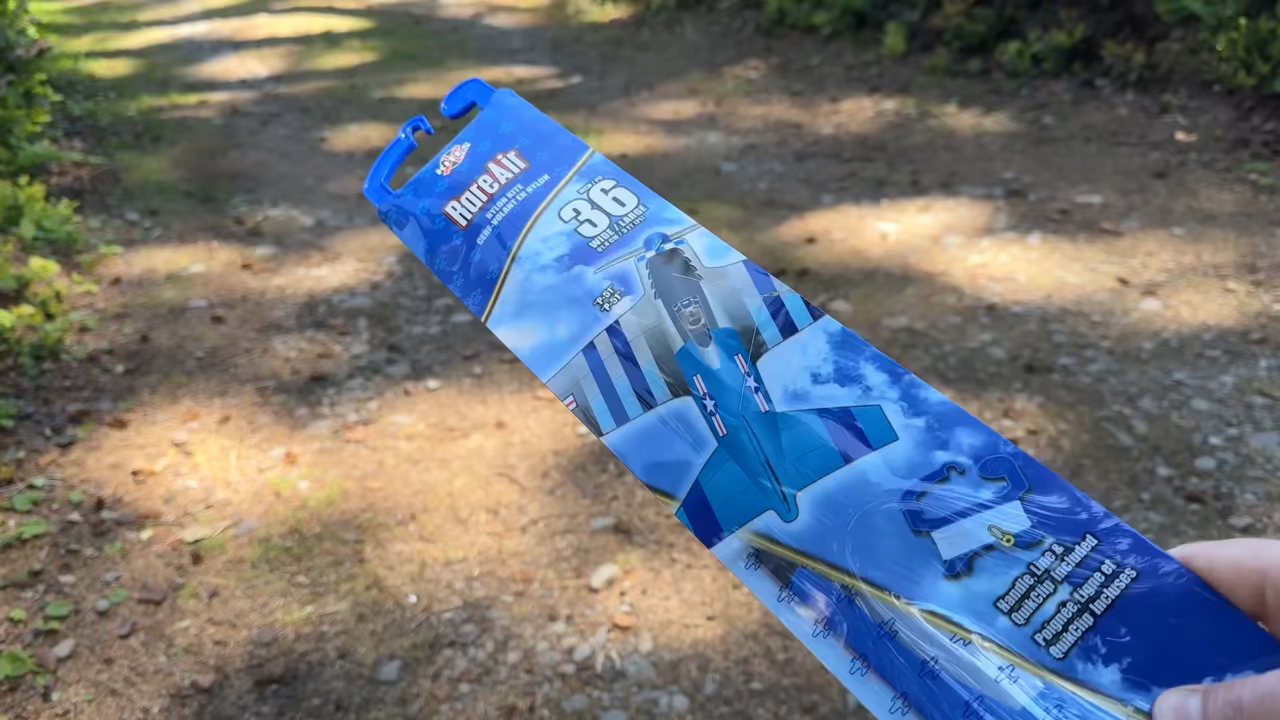 RareAir
NYLON KITE
CERF-VOLANT EN NYLON
36
WIDE / LARGE
"P-51"
"P-51"
Handle, Line &
QuikClip Included
Poignée, Ligne et
QuikClip Incluses